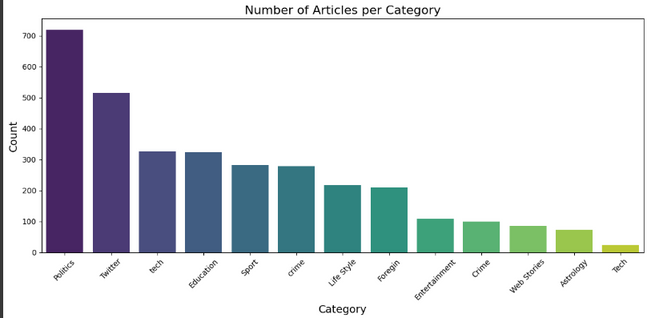 Number of Articles per Category
Count
700
600
500
400
300
200
100
0
Politics
Twitter
tech
Education
Sport
crime
Life Style
Foregin
Entertainment
Crime
Web Stories
Astrology
Tech
Category